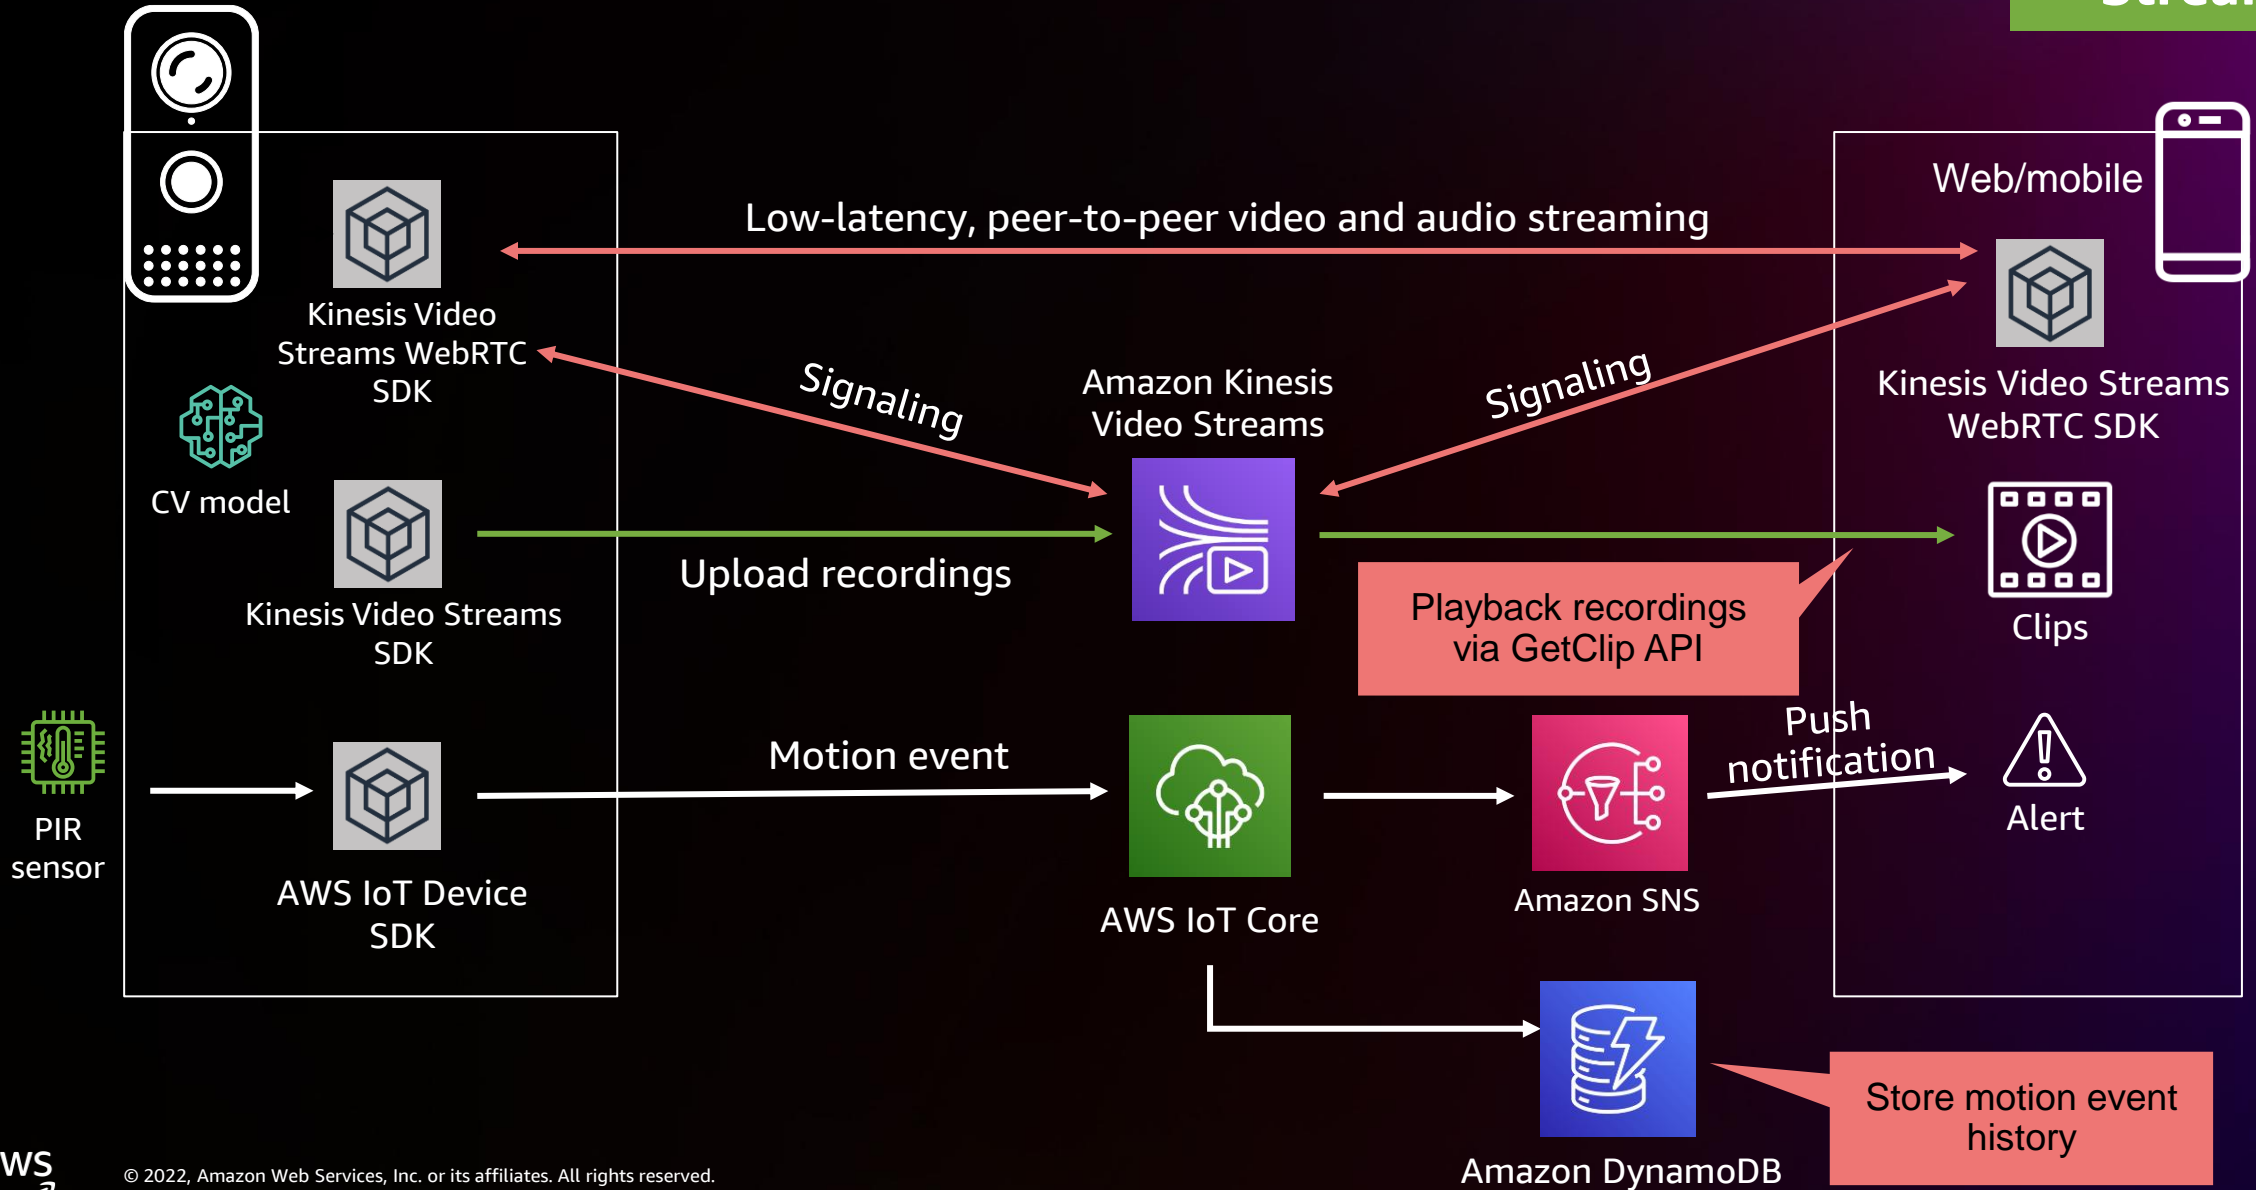 Web/mobile
Low-latency, peer-to-peer video and audio streaming
Kinesis Video
Streams WebRTC
SDK
Signaling
Amazon Kinesis
Video Streams
Signaling
Kinesis Video Streams
WebRTC SDK
CV model
Upload recordings
Kinesis Video Streams
SDK
Playback recordings
via GetClip API
Clips
PIR
sensor
Motion event
Push
notification
Alert
AWS IoT Device
SDK
AWS IoT Core
Amazon SNS
Store motion event
history
Amazon DynamoDB
© 2022, Amazon Web Services, Inc. or its affiliates. All rights reserved.